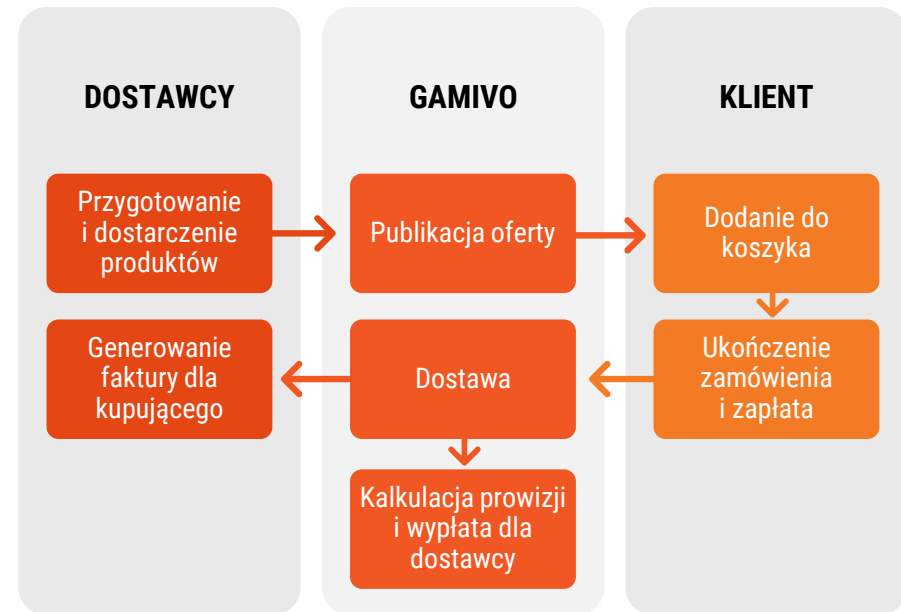 DOSTAWCY
GAMIVO
KLIENT
Przygotowanie
i dostarczenie
produktów
Publikacja oferty
Dodanie do
koszyka
Generowanie
faktury dla
kupującego
Dostawa
Ukończenie
zamówienia
i zapłata
Kalkulacja prowizji
i wypłata dla
dostawcy